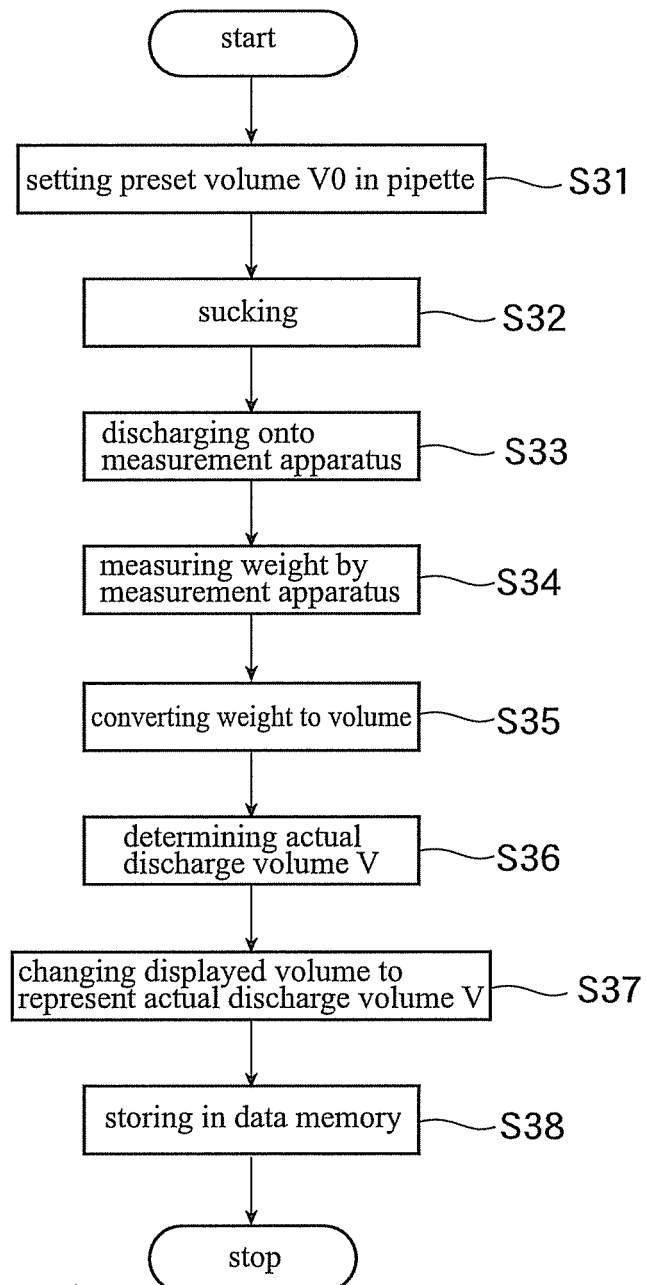 start
setting preset volume V0 in pipette
S31
sucking
S32
discharging onto
measurement apparatus
S33
measuring weight by
measurement apparatus
S34
converting weight to volume
S35
determining actual
discharge volume V
S36
changing displayed volume to
represent actual discharge volume V
S37
storing in data memory
S38
stop